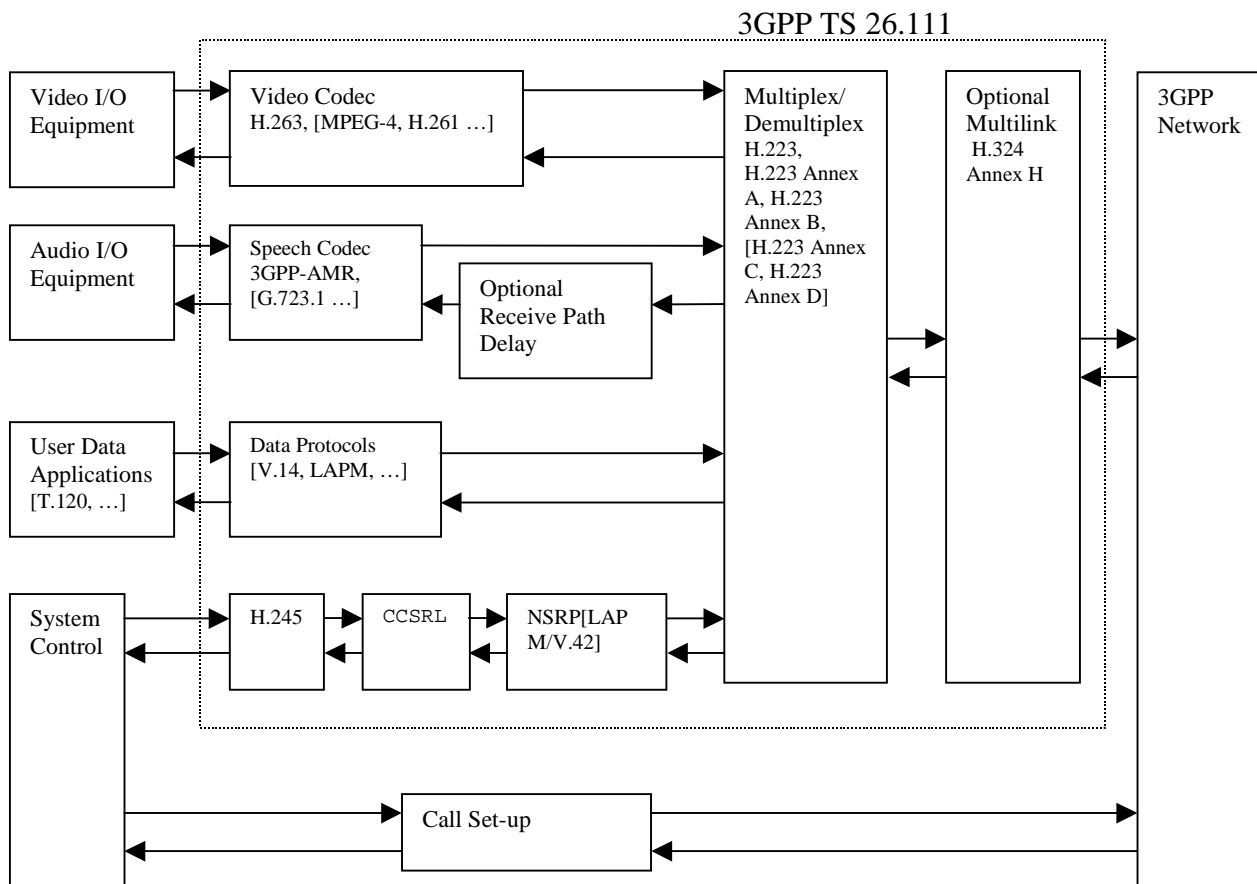 3GPP TS 26.111
Video I/O
Equipment
Video Codec
H.263, [MPEG-4, H.261 …]
Multiplex/
Demultiplex
H.223,
H.223 Annex
A, H.223
Annex B,
[H.223 Annex
C, H.223
Annex D]
Optional
Multilink
H.324
Annex H
3GPP
Network
Audio I/O
Equipment
Speech Codec
3GPP-AMR,
[G.723.1 …]
Optional
Receive Path
Delay
User Data
Applications
[T.120, …]
Data Protocols
[V.14, LAPM, …]
System
Control
H.245
CCSRL
NSRP[LAP
M/V.42]
Call Set-up